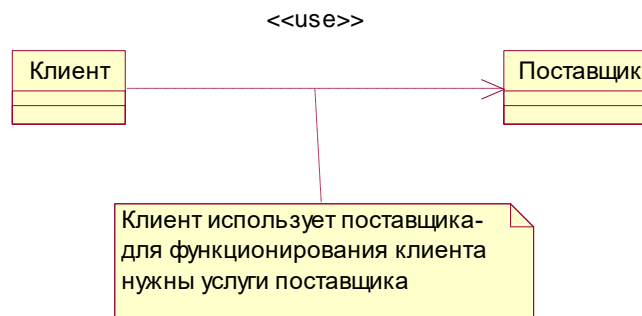 <<use>>
Клиент
Поставщик
Клиент использует поставщика-
для функционирования клиента
нужны услуги поставщика